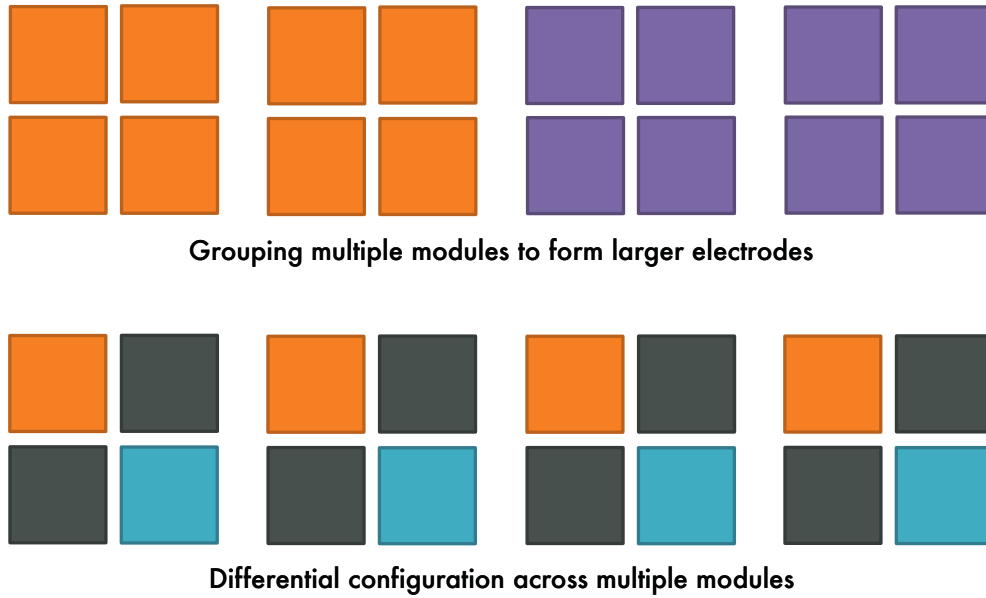 Grouping multiple modules to form larger electrodes
Differential configuration across multiple modules